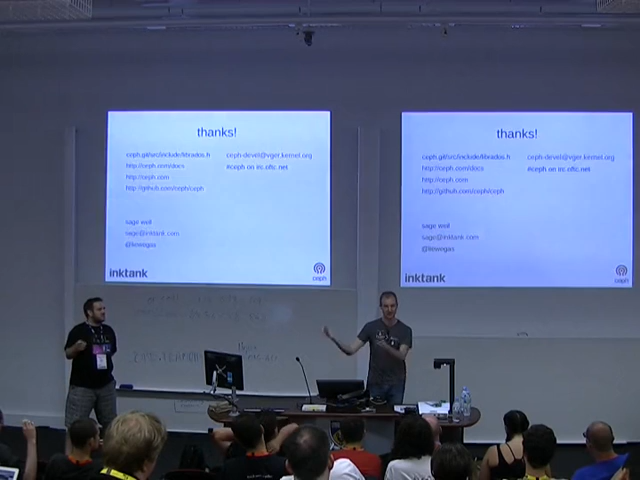 thanks!
ceph.git/src/include/librados.h
http://ceph.com/docs
http://ceph.com
http://github.com/ceph/ceph
ceph-devel@vger.kernel.org
#ceph on irc.oftc.net
sage weil
sage@inktank.com
@liewegas
inktank
ceph
thanks!
ceph.git/src/include/librados.h
http://ceph.com/docs
http://ceph.com
http://github.com/ceph/ceph
ceph-devel@vger.kernel.org
#ceph on irc.oftc.net
sage weil
sage@inktank.com
@liewegas
inktank
ceph